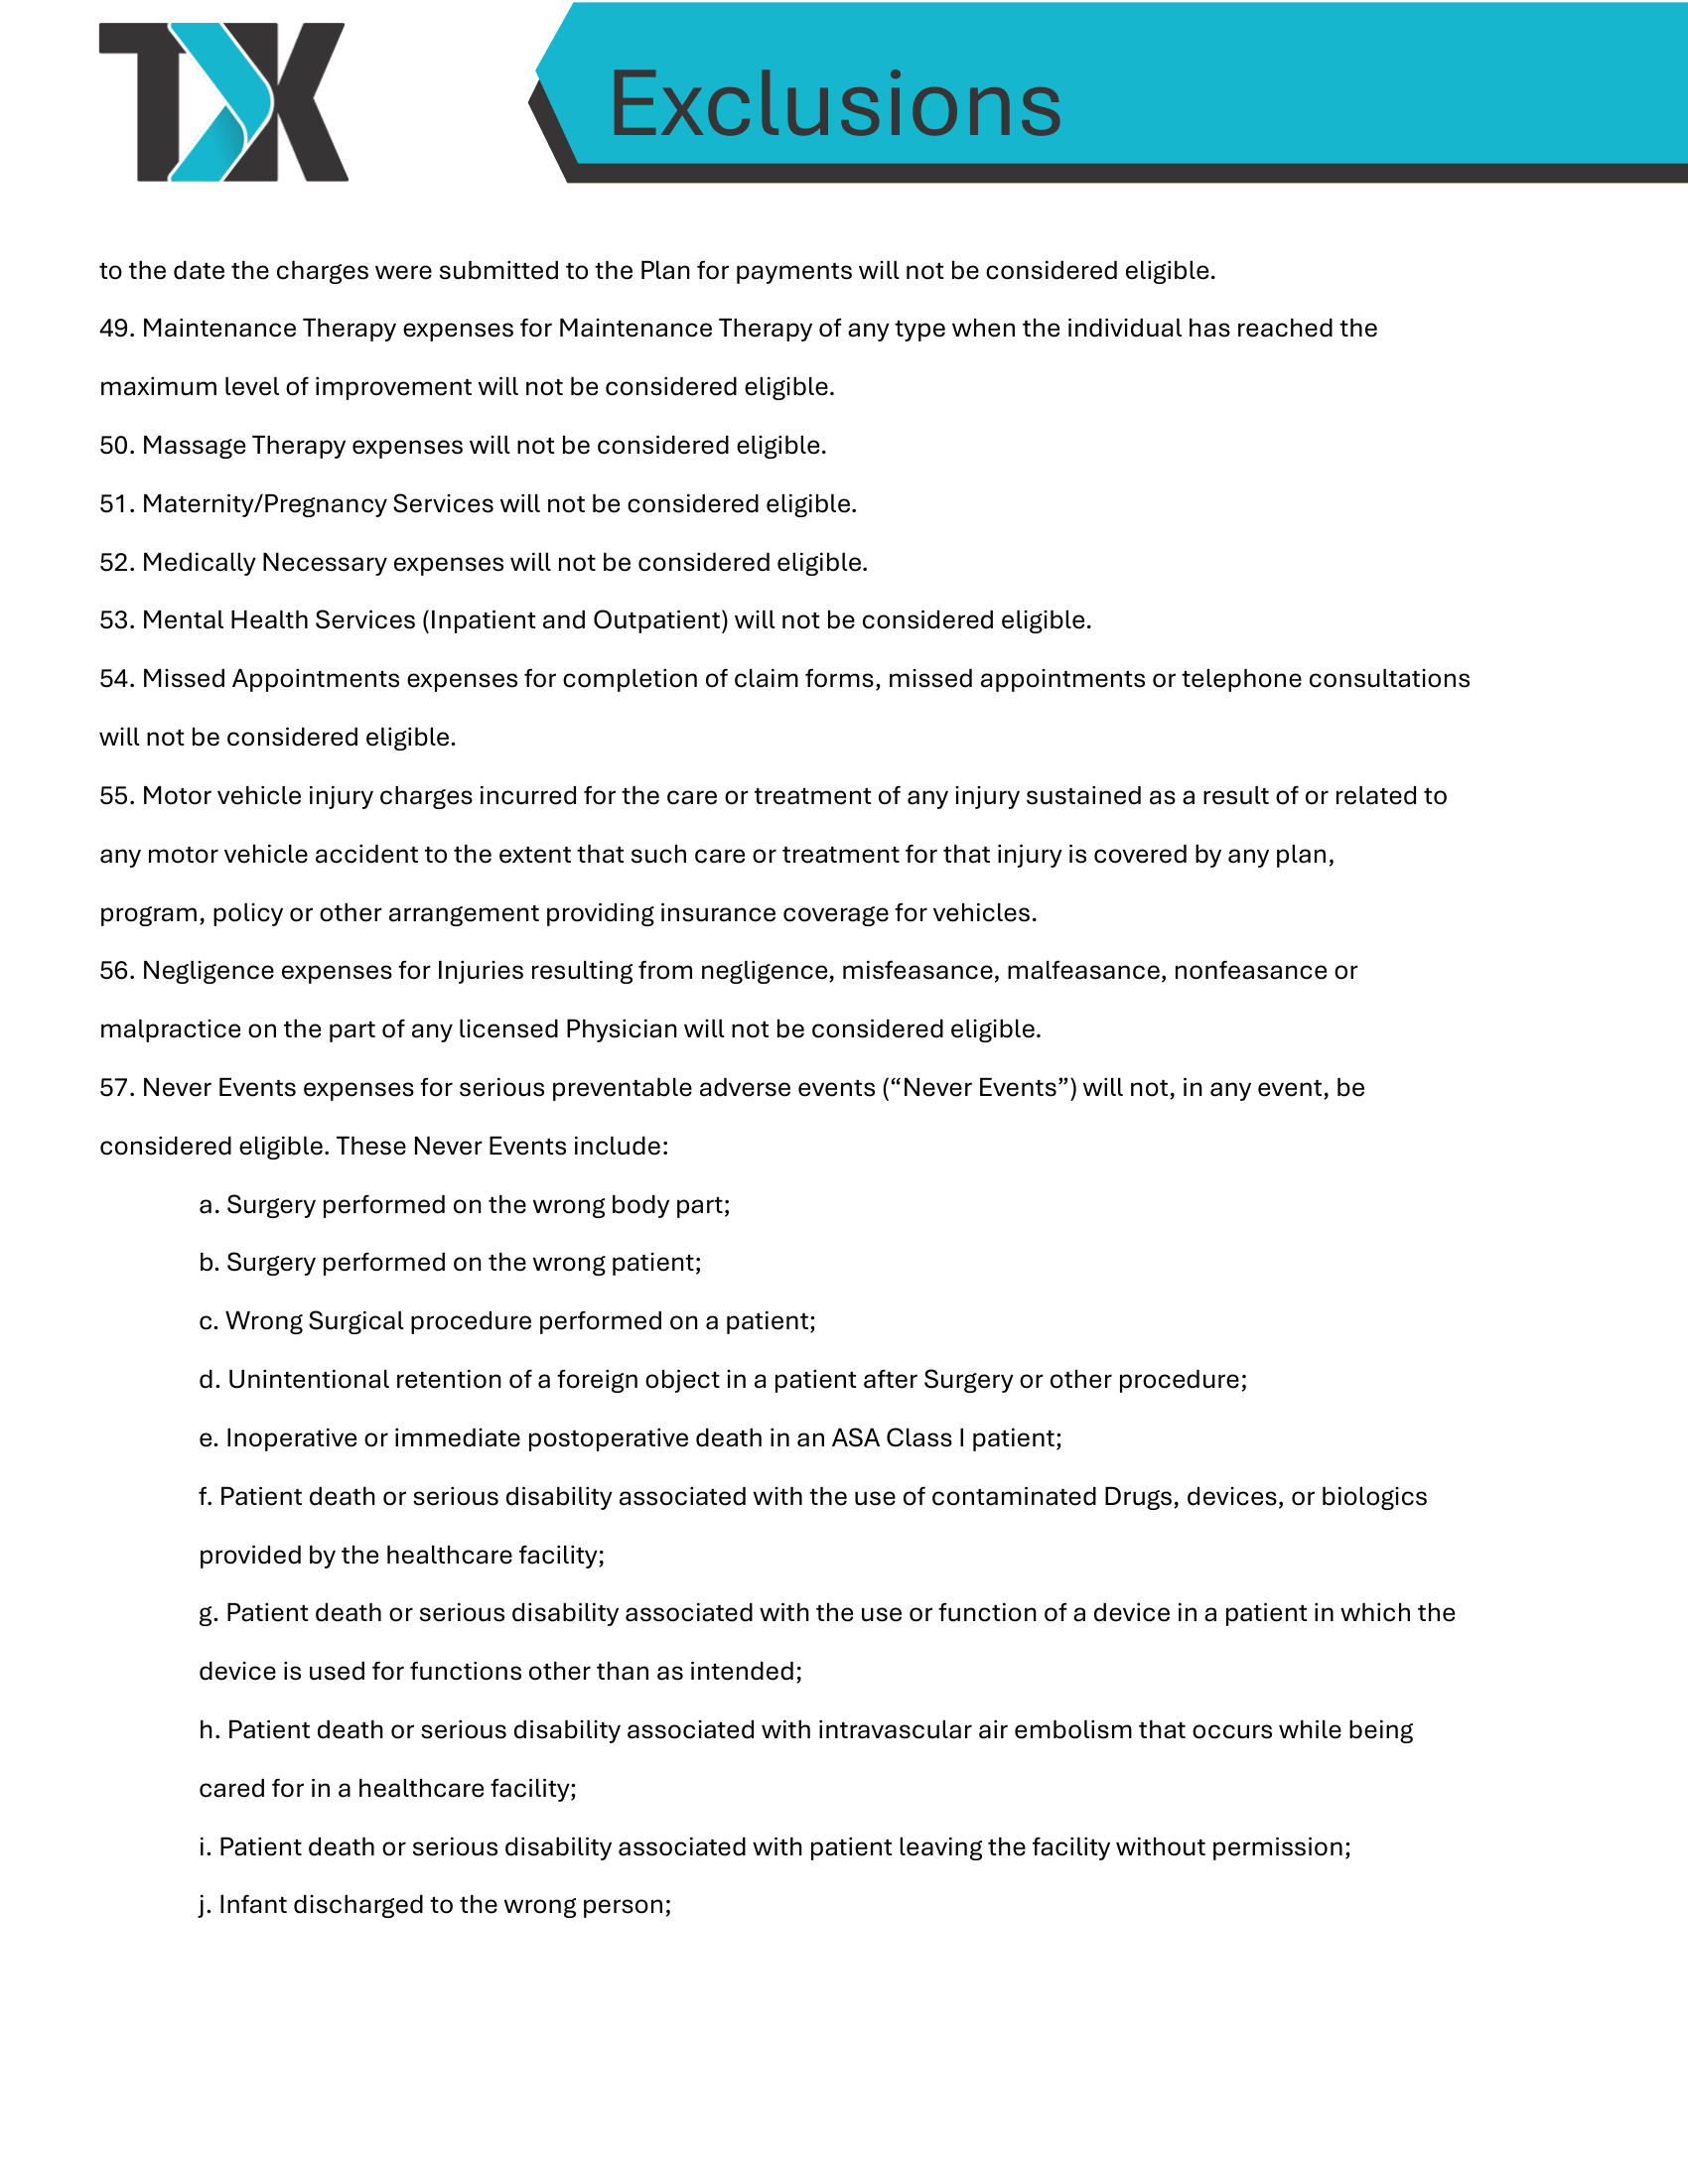 TXK
Exclusions
to the date the charges were submitted to the Plan for payments will not be considered eligible.
49. Maintenance Therapy expenses for Maintenance Therapy of any type when the individual has reached the
maximum level of improvement will not be considered eligible.
50. Massage Therapy expenses will not be considered eligible.
51. Maternity/Pregnancy Services will not be considered eligible.
52. Medically Necessary expenses will not be considered eligible.
53. Mental Health Services (Inpatient and Outpatient) will not be considered eligible.
54. Missed Appointments expenses for completion of claim forms, missed appointments or telephone consultations
will not be considered eligible.
55. Motor vehicle injury charges incurred for the care or treatment of any injury sustained as a result of or related to
any motor vehicle accident to the extent that such care or treatment for that injury is covered by any plan,
program, policy or other arrangement providing insurance coverage for vehicles.
56. Negligence expenses for Injuries resulting from negligence, misfeasance, malfeasance, nonfeasance or
malpractice on the part of any licensed Physician will not be considered eligible.
57. Never Events expenses for serious preventable adverse events (“Never Events”) will not, in any event, be
considered eligible. These Never Events include:
a. Surgery performed on the wrong body part;
b. Surgery performed on the wrong patient;
c. Wrong Surgical procedure performed on a patient;
d. Unintentional retention of a foreign object in a patient after Surgery or other procedure;
e. Inoperative or immediate postoperative death in an ASA Class I patient;
f. Patient death or serious disability associated with the use of contaminated Drugs, devices, or biologics
provided by the healthcare facility;
g. Patient death or serious disability associated with the use or function of a device in a patient in which the
device is used for functions other than as intended;
h. Patient death or serious disability associated with intravascular air embolism that occurs while being
cared for in a healthcare facility;
i. Patient death or serious disability associated with patient leaving the facility without permission;
j. Infant discharged to the wrong person;